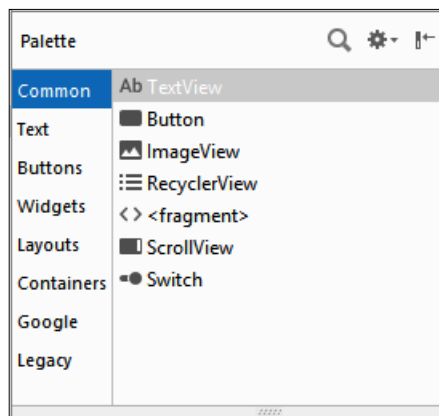 Palette
Common
Text
Buttons
Widgets
Layouts
Containers
Google
Legacy
Ab TextView
Button
ImageView
RecyclerView
<fragment>
ScrollView
Switch